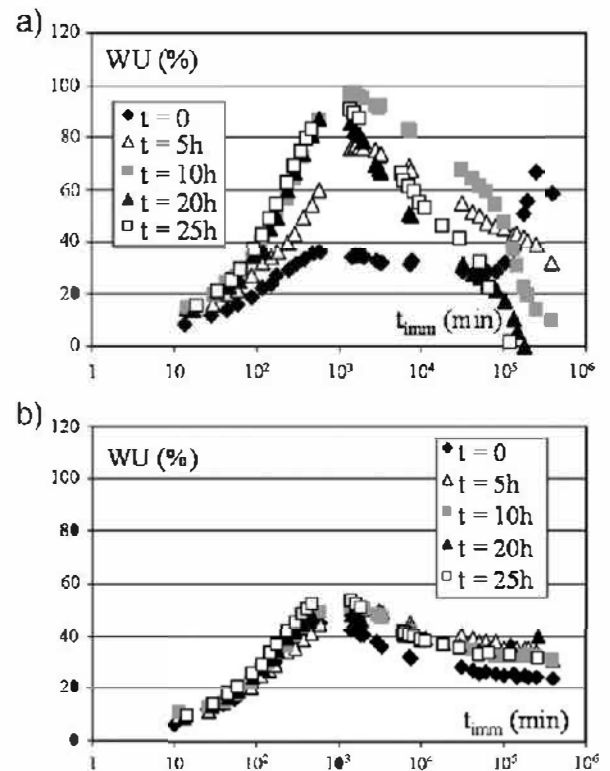 a)
120
100
80
60
40
20
0
WU (%)
t = 0
t = 5h
t = 10h
t = 20h
t = 25h
t_imm (min)
1 10 10² 10³ 10⁴ 10⁵ 10⁶
b)
120
100
80
60
40
20
0
WU (%)
t = 0
t = 5h
t = 10h
t = 20h
t = 25h
t_imm (min)
1 10 10² 10³ 10⁴ 10⁵ 10⁶